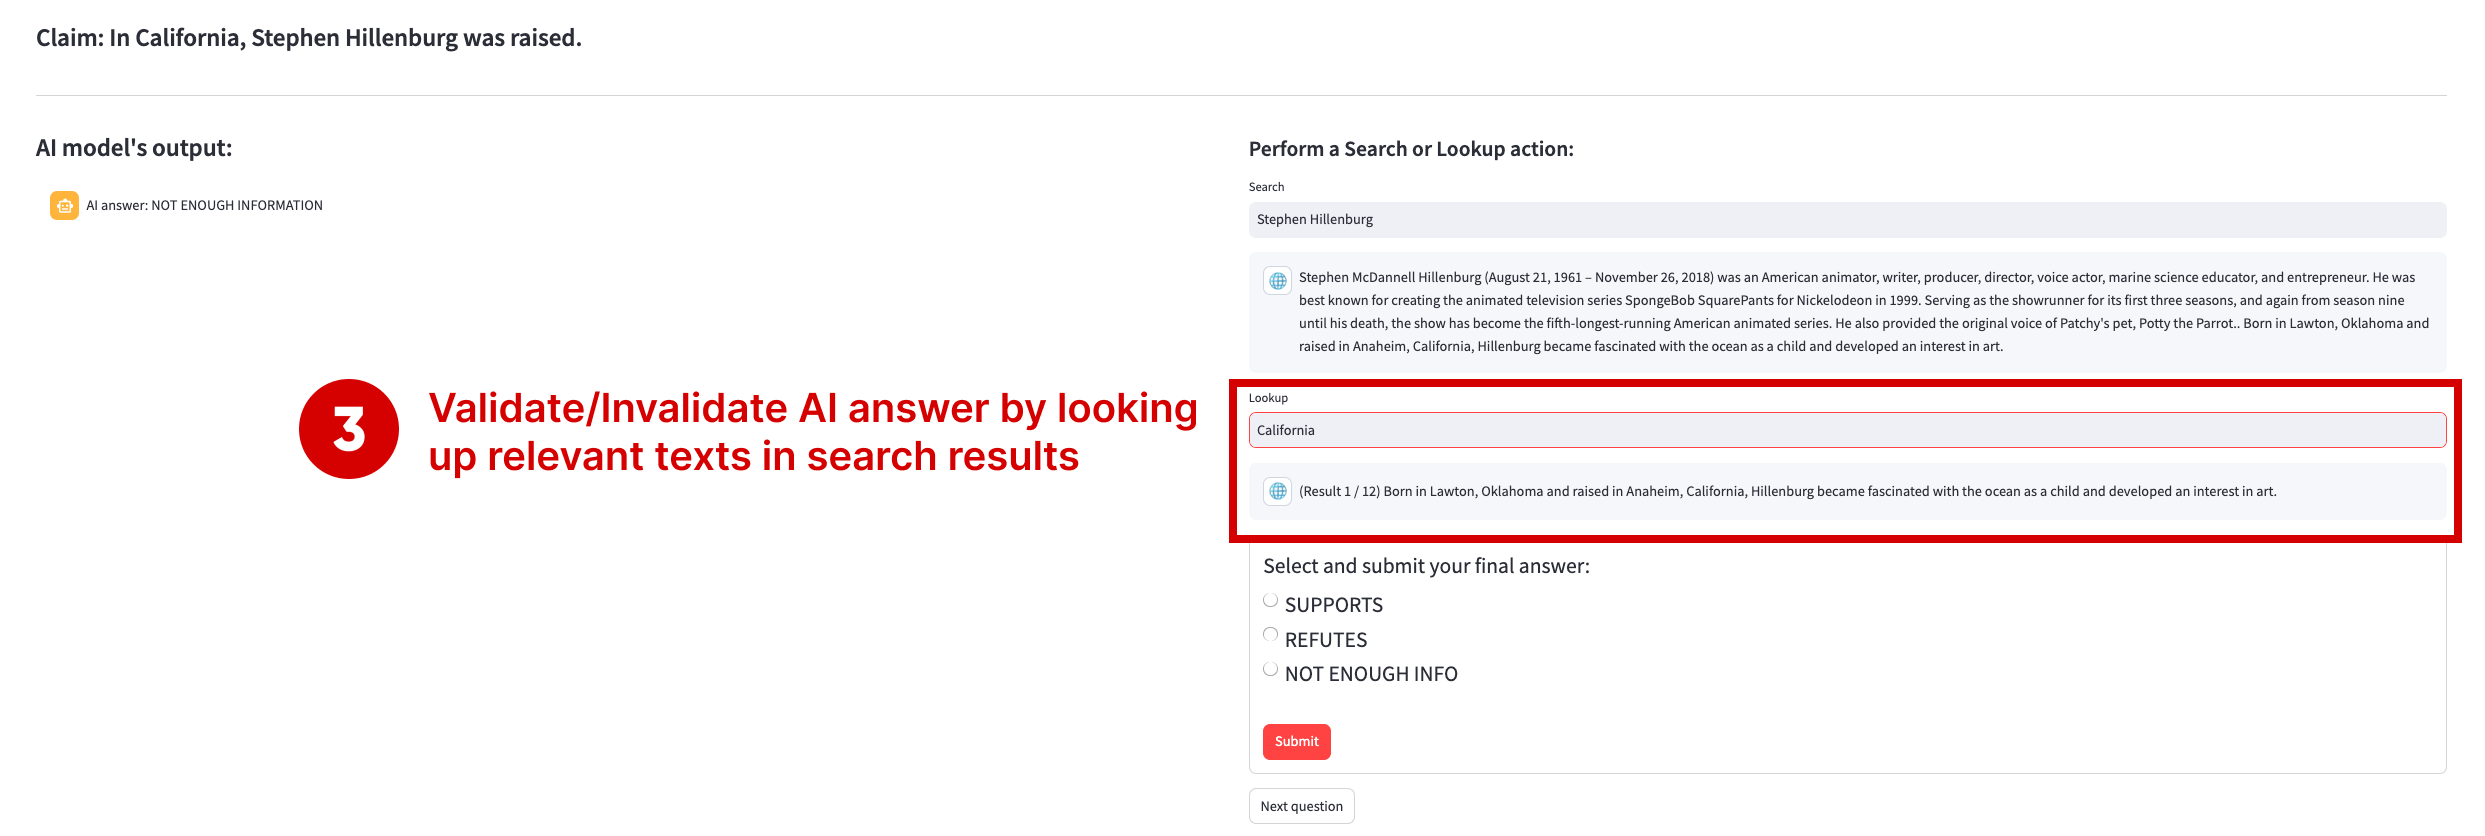 Claim: In California, Stephen Hillenburg was raised.
AI model's output:
AI answer: NOT ENOUGH INFORMATION
3
Validate/Invalidate AI answer by looking
up relevant texts in search results
Perform a Search or Lookup action:
Search
Stephen Hillenburg
Stephen McDannell Hillenburg (August 21, 1961 – November 26, 2018) was an American animator, writer, producer, director, voice actor, marine science educator, and entrepreneur. He was
best known for creating the animated television series SpongeBob SquarePants for Nickelodeon in 1999. Serving as the showrunner for its first three seasons, and again from season nine
until his death, the show has become the fifth-longest-running American animated series. He also provided the original voice of Patchy's pet, Potty the Parrot.. Born in Lawton, Oklahoma and
raised in Anaheim, California, Hillenburg became fascinated with the ocean as a child and developed an interest in art.
Lookup
California
(Result 1 / 12) Born in Lawton, Oklahoma and raised in Anaheim, California, Hillenburg became fascinated with the ocean as a child and developed an interest in art.
Select and submit your final answer:
SUPPORTS
REFUTES
NOT ENOUGH INFO
Submit
Next question